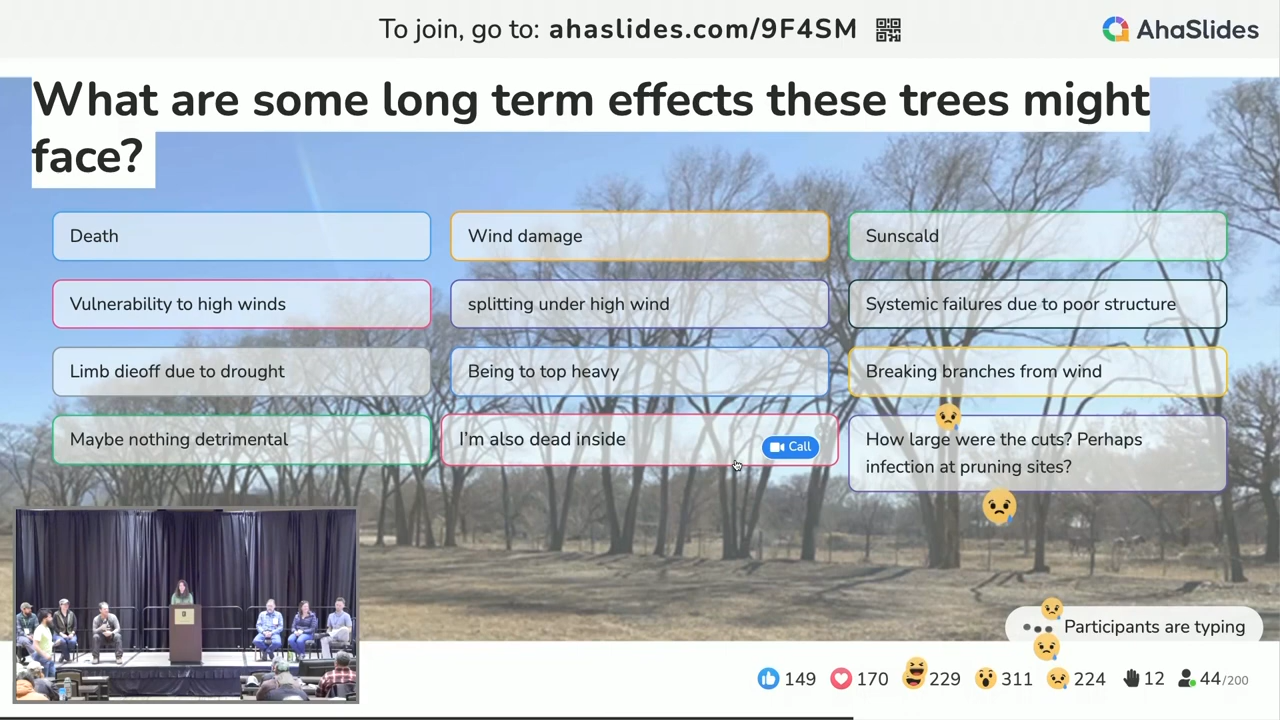 To join, go to: ahaslides.com/9F4SM
AhaSlides
What are some long term effects these trees might
face?
Death
Wind damage
Sunscald
Vulnerability to high winds
splitting under high wind
Systemic failures due to poor structure
Limb dieoff due to drought
Being to top heavy
Breaking branches from wind
Maybe nothing detrimental
I'm also dead inside
Call
How large were the cuts? Perhaps
infection at pruning sites?
Participants are typing
149
170
229
311
224
12
44/200